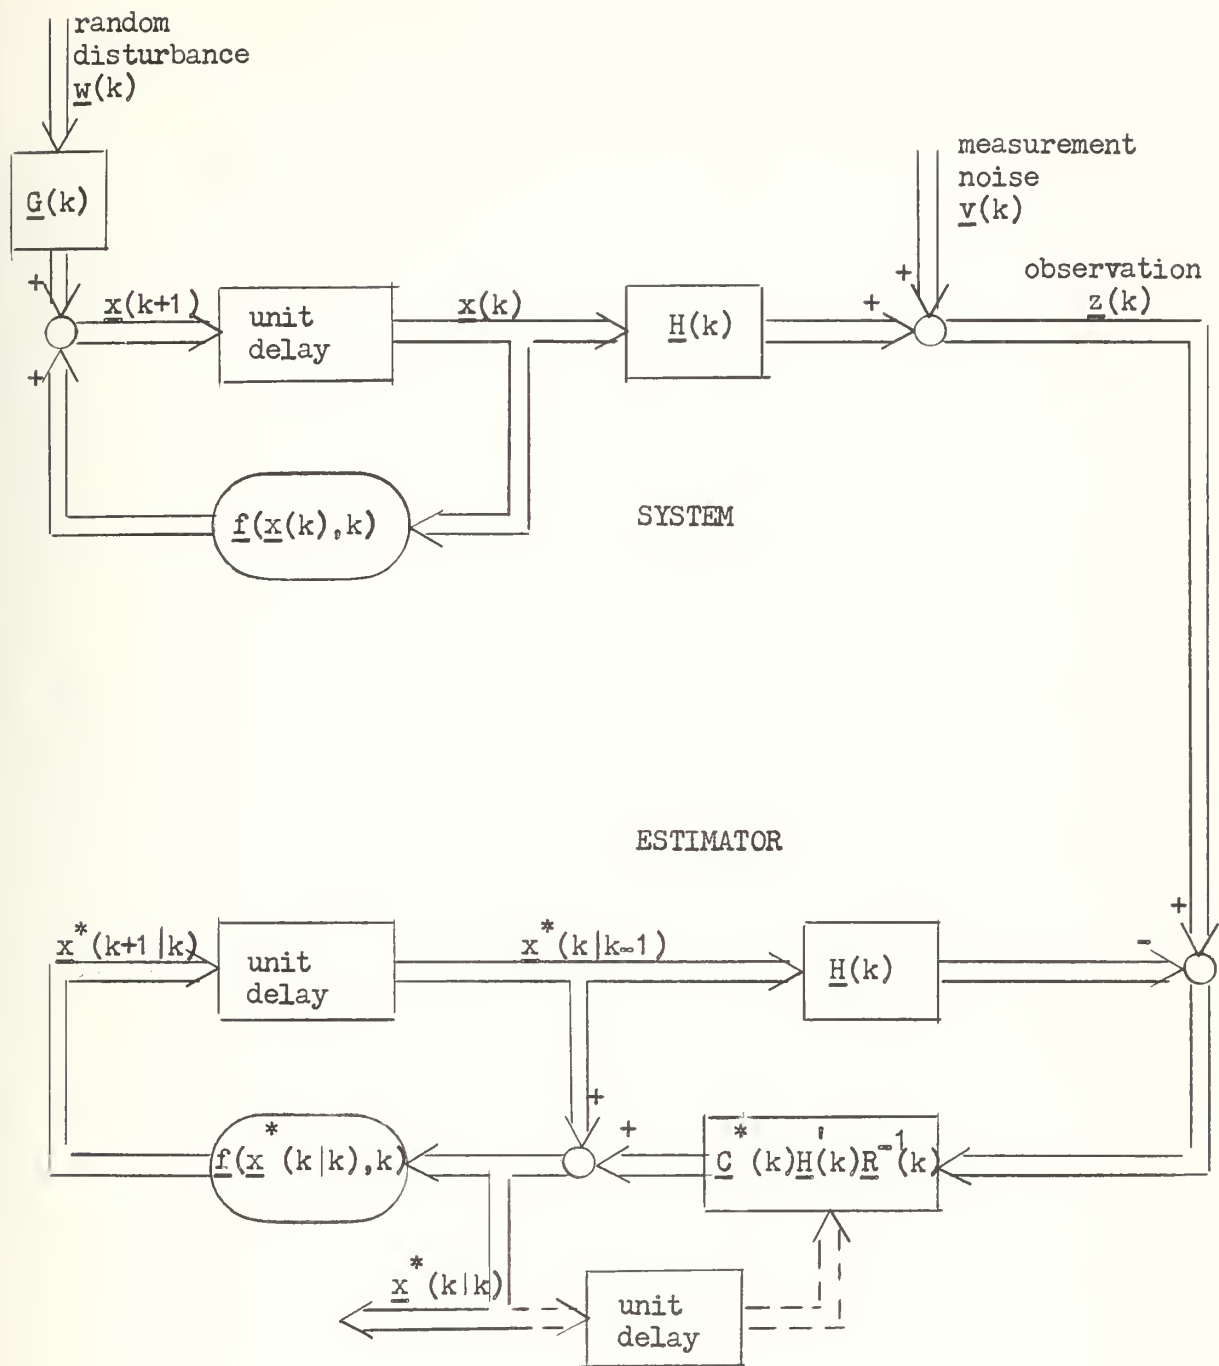 random
disturbance
w(k)
G(k)
measurement
noise
v(k)
+
+
+
observation
z(k)
x(k+1)
unit
delay
x(k)
+
H(k)
+
f(x(k),k)
SYSTEM
ESTIMATOR
+
x*(k+1|k)
unit
delay
x*(k|k-1)
H(k)
-
+
+
f(x*(k|k),k)
C*(k)H'(k)R⁻¹(k)
x*(k|k)
unit
delay